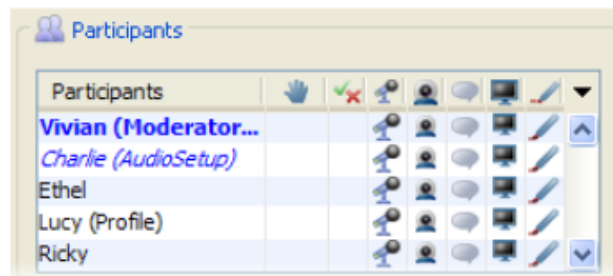 Participants
Participants
Vivian (Moderator...
Charlie (AudioSetup)
Ethel
Lucy (Profile)
Ricky